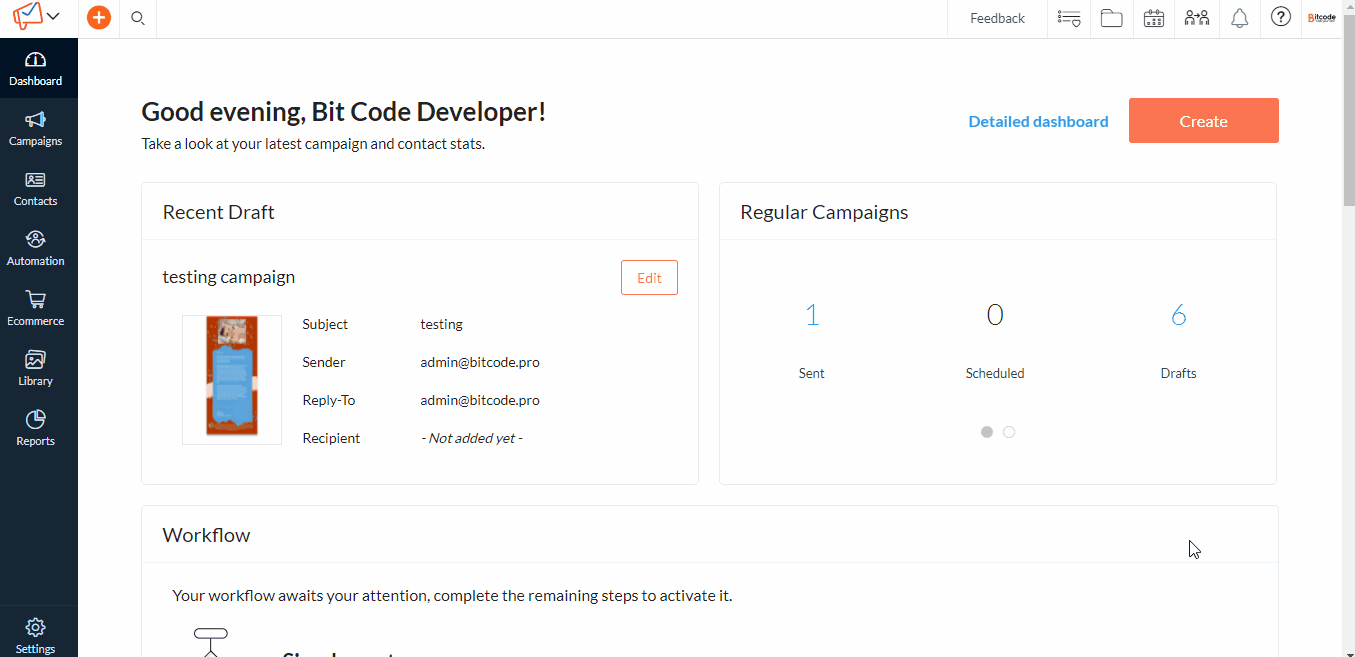 Feedback
Bitcode
Dashboard
Campaigns
Contacts
Automation
Ecommerce
Library
Reports
Settings
Good evening, Bit Code Developer!
Take a look at your latest campaign and contact stats.
Detailed dashboard
Create
Recent Draft
testing campaign
Edit
Subject testing
Sender admin@bitcode.pro
Reply-To admin@bitcode.pro
Recipient - Not added yet -
Regular Campaigns
1 0 6
Sent Scheduled Drafts
Workflow
Your workflow awaits your attention, complete the remaining steps to activate it.